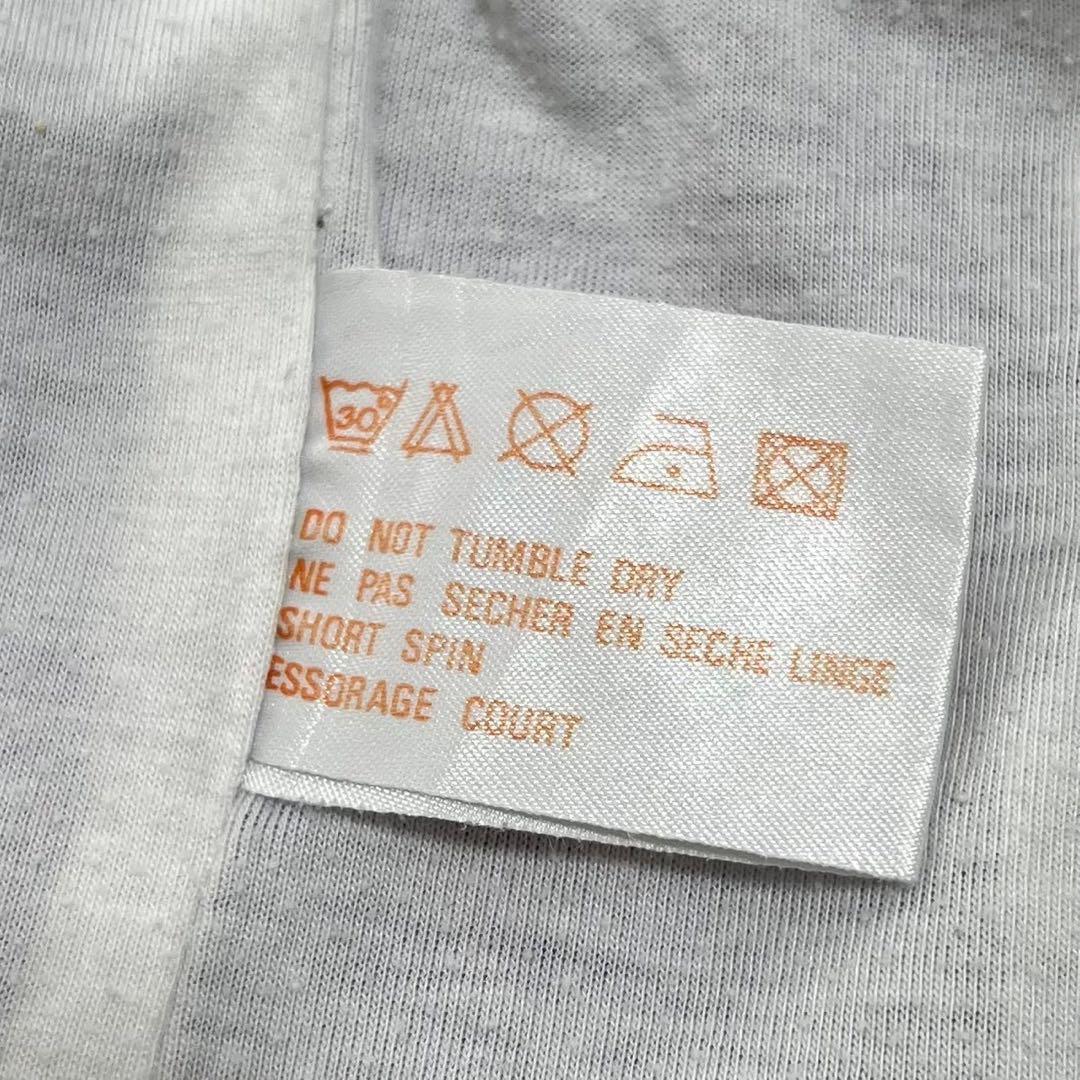 30°
DO NOT TUMBLE DRY
NE PAS SECHER EN SECHE LINGE
SHORT SPIN
ESSORAGE COURT